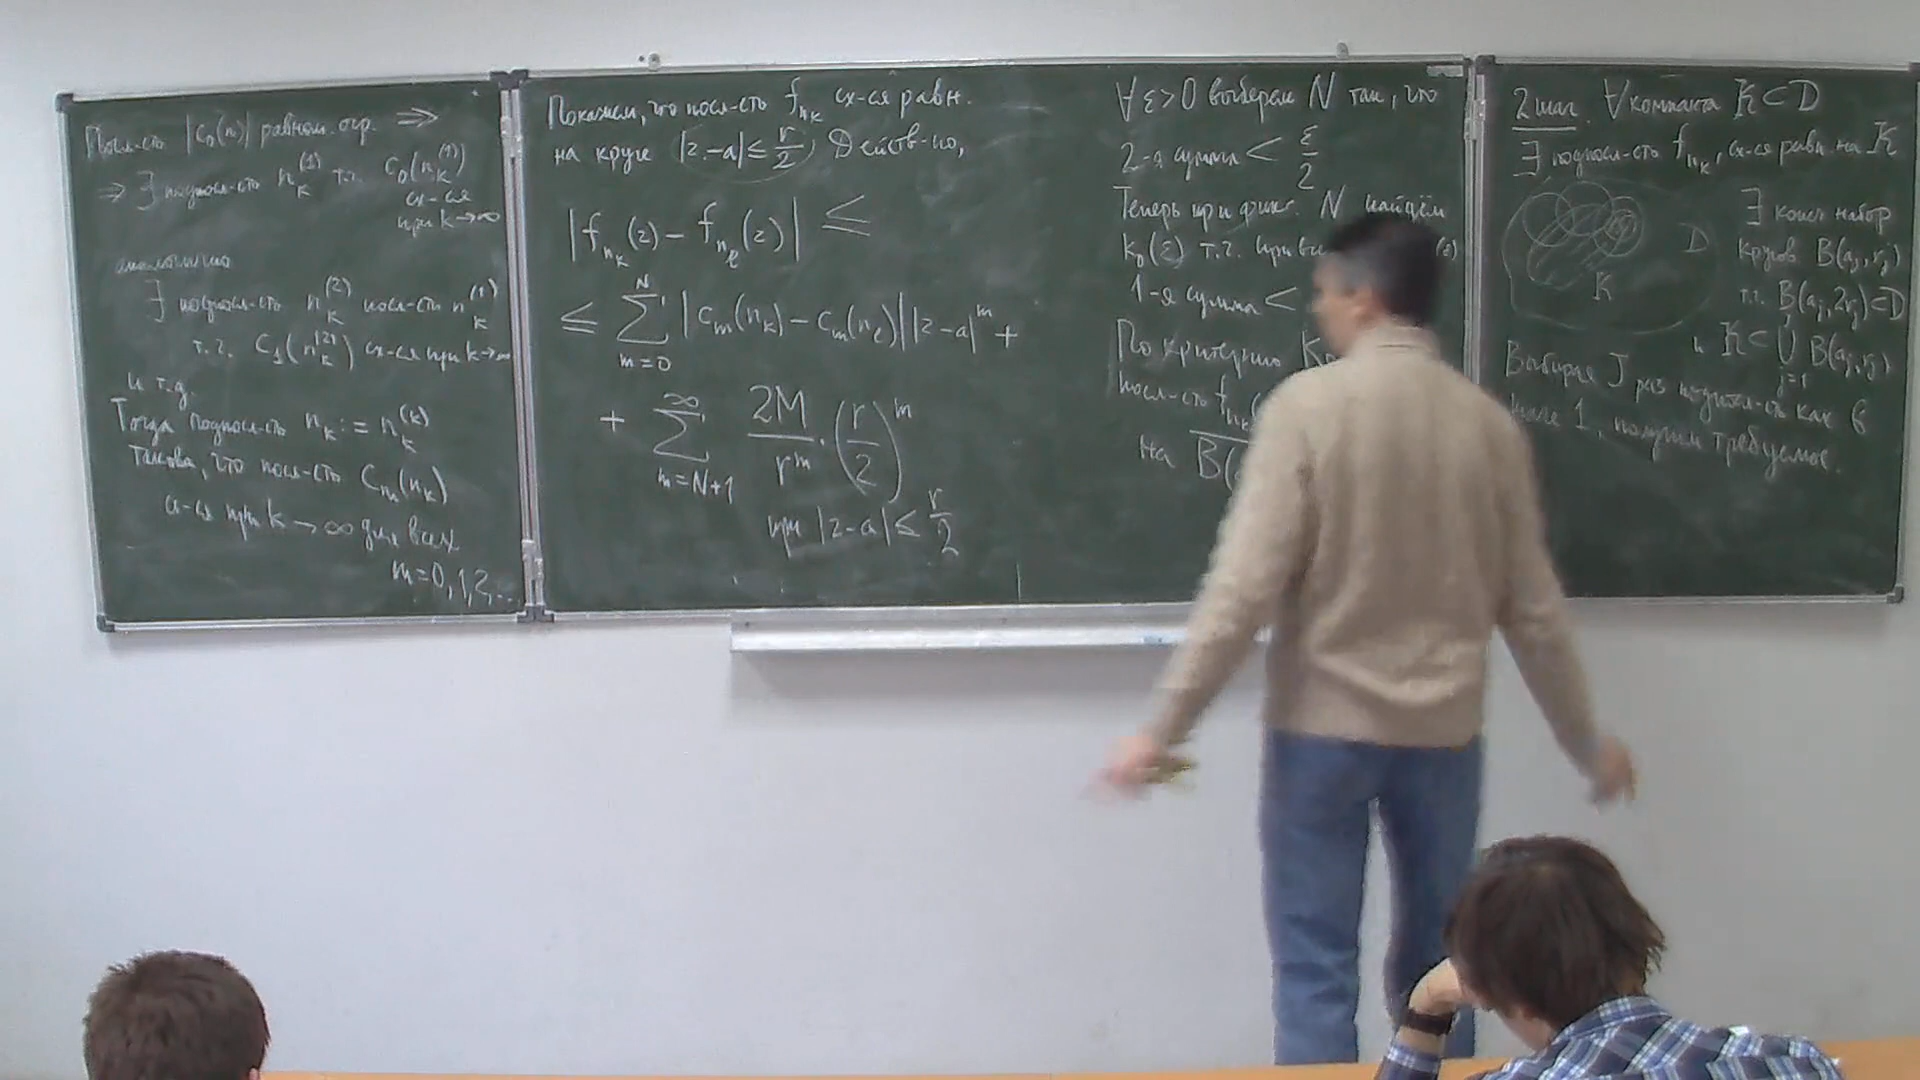 Посл-сть |c₀(n)| равном. огр. ⇒
⇒ ∃ подпосл-сть n_k^(1) т.ч. c₀(n_k^(1))
сх-ся
при k→∞
аналогично
∃ подпосл-сть n_k^(2) посл-сти n_k^(1)
т.ч. c₁(n_k^(2)) сх-ся при k→∞
и т.д.
Тогда подпосл-сть n_k := n_k^(k)
такова, что посл-сть c_m(n_k)
сх-ся при k→∞ для всех
m=0,1,2,...
Покажем, что посл-сть f_{n_k} сх-ся равн.
на круге |z-a| ≤ r/2. Действ-но,
|f_{n_k}(z) - f_{n_l}(z)| ≤
≤ ∑_{m=0}^{N} |c_m(n_k) - c_m(n_l)| |z-a|^m +
+ ∑_{m=N+1}^{∞} 2M/r^m · (r/2)^m
при |z-a| ≤ r/2
∀ε>0 выберем N так, что
2-я сумма < ε/2
Теперь при фикс. N найдём
k₀(ε) т.ч. при (ε)
1-я сумма <
По критерию Ко
посл-сть f_{n_k}
на B(
2 шаг. ∀ компакта K⊂D
∃ подпосл-сть f_{n_k}, сх-ся равн. на K
D
K
∃ конеч набор
кругов B(a_j, r_j)
т.ч. B(a_j, 2r_j)⊂D
и K⊂ ⋃_{j=1}^{J} B(a_j, r_j)
Выбирая J раз подпосл-сть как в
шаге 1, получим требуемое.